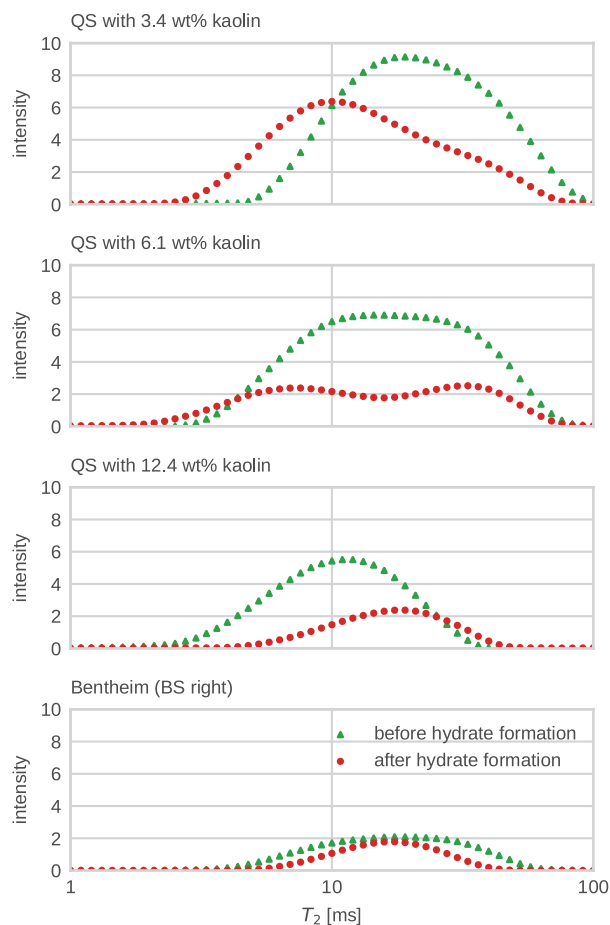 QS with 3.4 wt% kaolin
10
8
6
4
2
0
intensity
QS with 6.1 wt% kaolin
10
8
6
4
2
0
intensity
QS with 12.4 wt% kaolin
10
8
6
4
2
0
intensity
Bentheim (BS right)
10
8
6
4
2
0
intensity
before hydrate formation
after hydrate formation
1 10 100
T2 [ms]